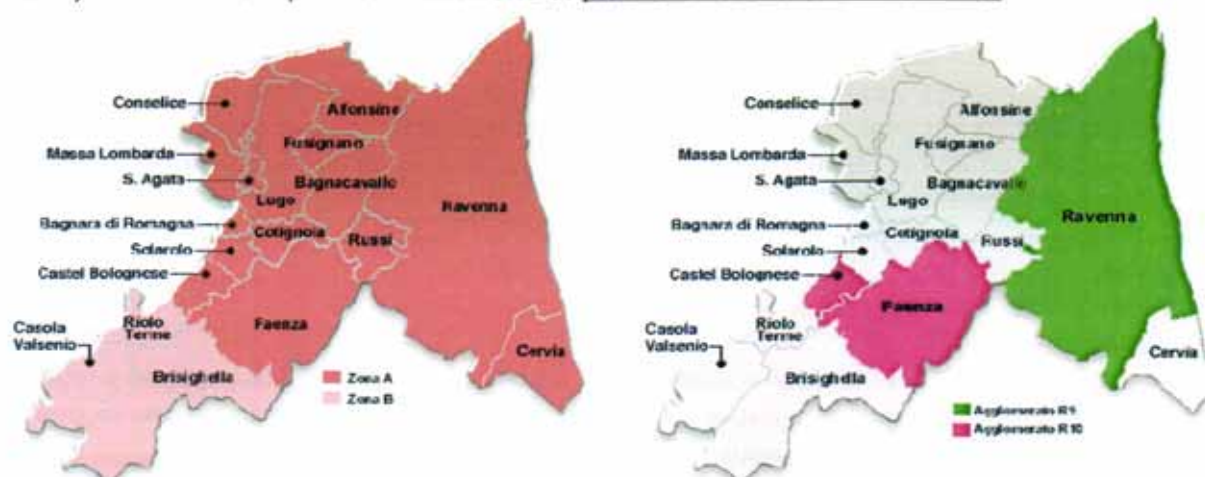 Conselice
Alfonsine
Massa Lombarda
Fusignano
S. Agata
Bagnacavallo
Lugo
Ravenna
Bagnara di Romagna
Cotignola
Russi
Solarolo
Castel Bolognese
Faenza
Riolo
Terme
Casola
Valsenio
Cervia
Brisighella
Zona A
Zona B
Conselice
Alfonsine
Massa Lombarda
Fusignano
S. Agata
Bagnacavallo
Lugo
Ravenna
Bagnara di Romagna
Cotignola
Russi
Solarolo
Castel Bolognese
Faenza
Riolo
Terme
Casola
Valsenio
Cervia
Brisighella
Agglomerato R9
Agglomerato R10